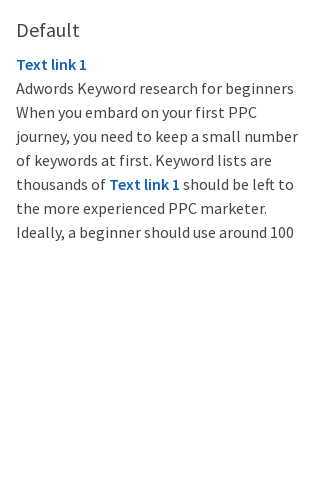 Default
Text link 1
Adwords Keyword research for beginners
When you embard on your first PPC
journey, you need to keep a small number
of keywords at first. Keyword lists are
thousands of Text link 1 should be left to
the more experienced PPC marketer.
Ideally, a beginner should use around 100